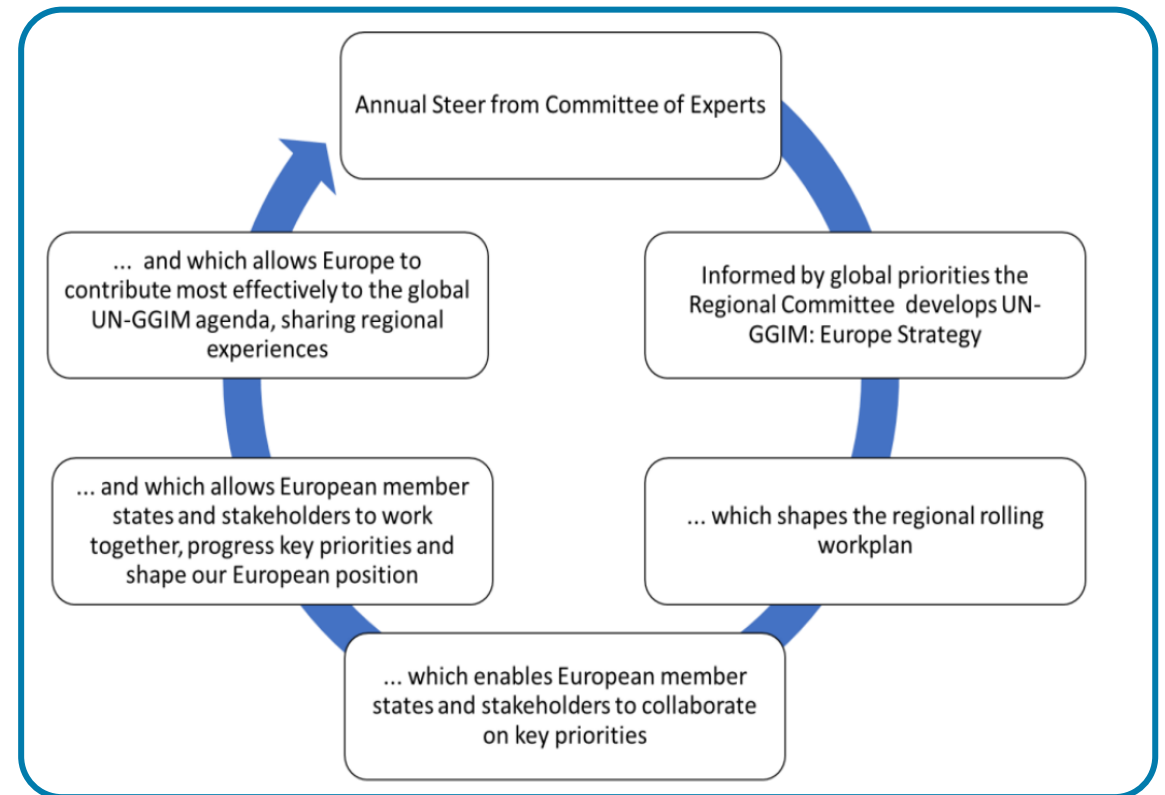 Annual Steer from Committee of Experts
Informed by global priorities the
Regional Committee develops UN-
GGIM: Europe Strategy
... which shapes the regional rolling
workplan
... which enables European member
states and stakeholders to collaborate
on key priorities
... and which allows European member
states and stakeholders to work
together, progress key priorities and
shape our European position
... and which allows Europe to
contribute most effectively to the global
UN-GGIM agenda, sharing regional
experiences